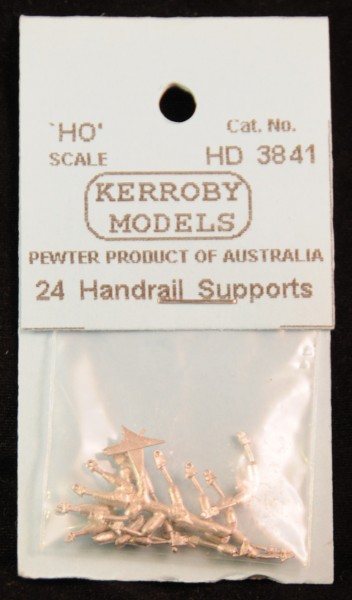 'HO' Cat. No.
SCALE HD 3841
KERROBY
MODELS
PEWTER PRODUCT OF AUSTRALIA
24 Handrail Supports